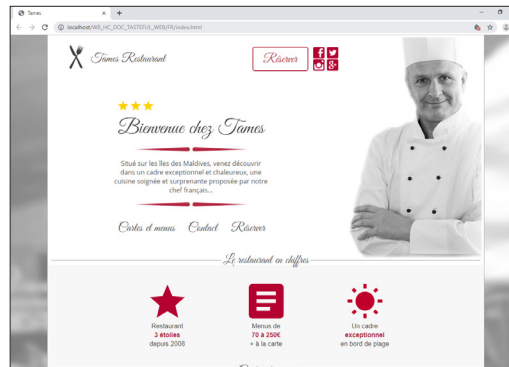 Tames
localhost/WB_HC_DOC_TASTEFUL_WEB/FR/index.html
Tames Restaurant
Réserver
Bienvenue chez Tames
Situé sur les îles des Maldives, venez découvrir
dans un cadre exceptionnel et chaleureux, une
cuisine soignée et surprenante proposée par notre
chef français...
Cartes et menus Contact Réserver
Le restaurant en chiffres
Restaurant
3 étoiles
depuis 2008
Menus de
70 à 250€
+ à la carte
Un cadre
exceptionnel
en bord de plage